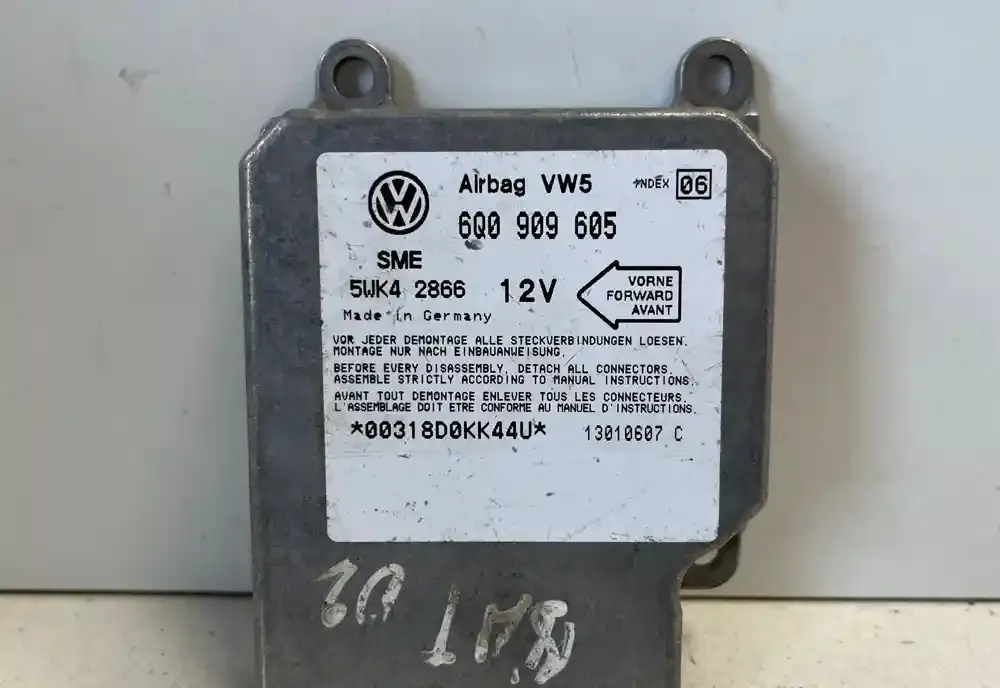 Airbag VW5 INDEX 06
6Q0 909 605
SME
5WK4 2866 12V
VORNE
FORWARD
AVANT
Made in Germany
VOR JEDER DEMONTAGE ALLE STECKVERBINDUNGEN LOESEN.
MONTAGE NUR NACH EINBAUANWEISUNG.
BEFORE EVERY DISASSEMBLY, DETACH ALL CONNECTORS.
ASSEMBLE STRICTLY ACCORDING TO MANUAL INSTRUCTIONS.
AVANT TOUT DEMONTAGE ENLEVER TOUS LES CONNECTEURS.
L'ASSEMBLAGE DOIT ETRE CONFORME AU MANUEL D'INSTRUCTIONS.
*00318D0KK44U* 13010607 C